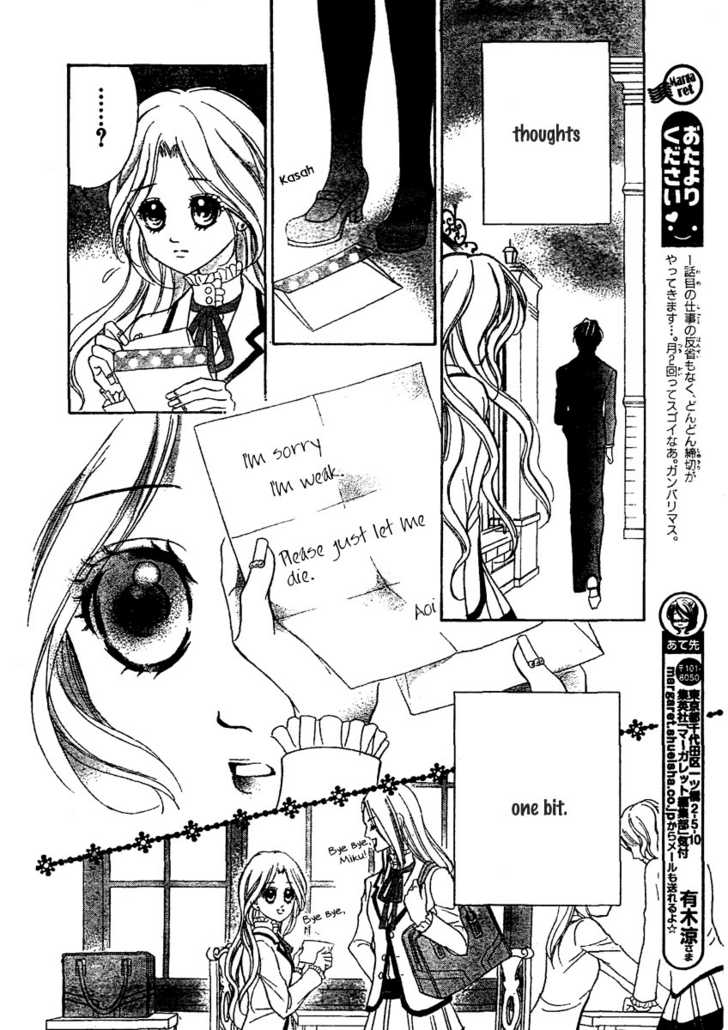 thoughts
Kasah
……?
I'm sorry
I'm weak.
Please just let me
die.
Aoi
one bit.
Bye Bye,
Miku!
Bye Bye,
Margaret
おたより
ください
1話目の仕事の反省もなく、どんどん締切が
やってきます…。月2回ってスゴイなぁ。ガンバリマス。
あて先
〒101-
8050
東京都千代田区一ツ橋2-5-10
集英社「マーガレット編集部」気付
有木涼さま
margaret.shueisha.co.jpからメールも送れるよ☆